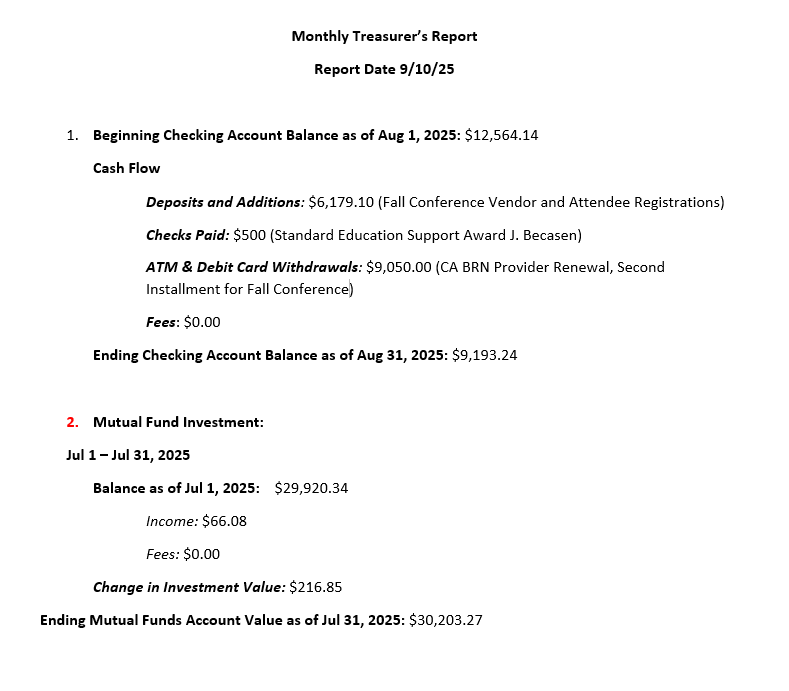 Monthly Treasurer’s Report
Report Date 9/10/25
1. Beginning Checking Account Balance as of Aug 1, 2025: $12,564.14
Cash Flow
Deposits and Additions: $6,179.10 (Fall Conference Vendor and Attendee Registrations)
Checks Paid: $500 (Standard Education Support Award J. Becasen)
ATM & Debit Card Withdrawals: $9,050.00 (CA BRN Provider Renewal, Second
Installment for Fall Conference)
Fees: $0.00
Ending Checking Account Balance as of Aug 31, 2025: $9,193.24
2. Mutual Fund Investment:
Jul 1 – Jul 31, 2025
Balance as of Jul 1, 2025: $29,920.34
Income: $66.08
Fees: $0.00
Change in Investment Value: $216.85
Ending Mutual Funds Account Value as of Jul 31, 2025: $30,203.27